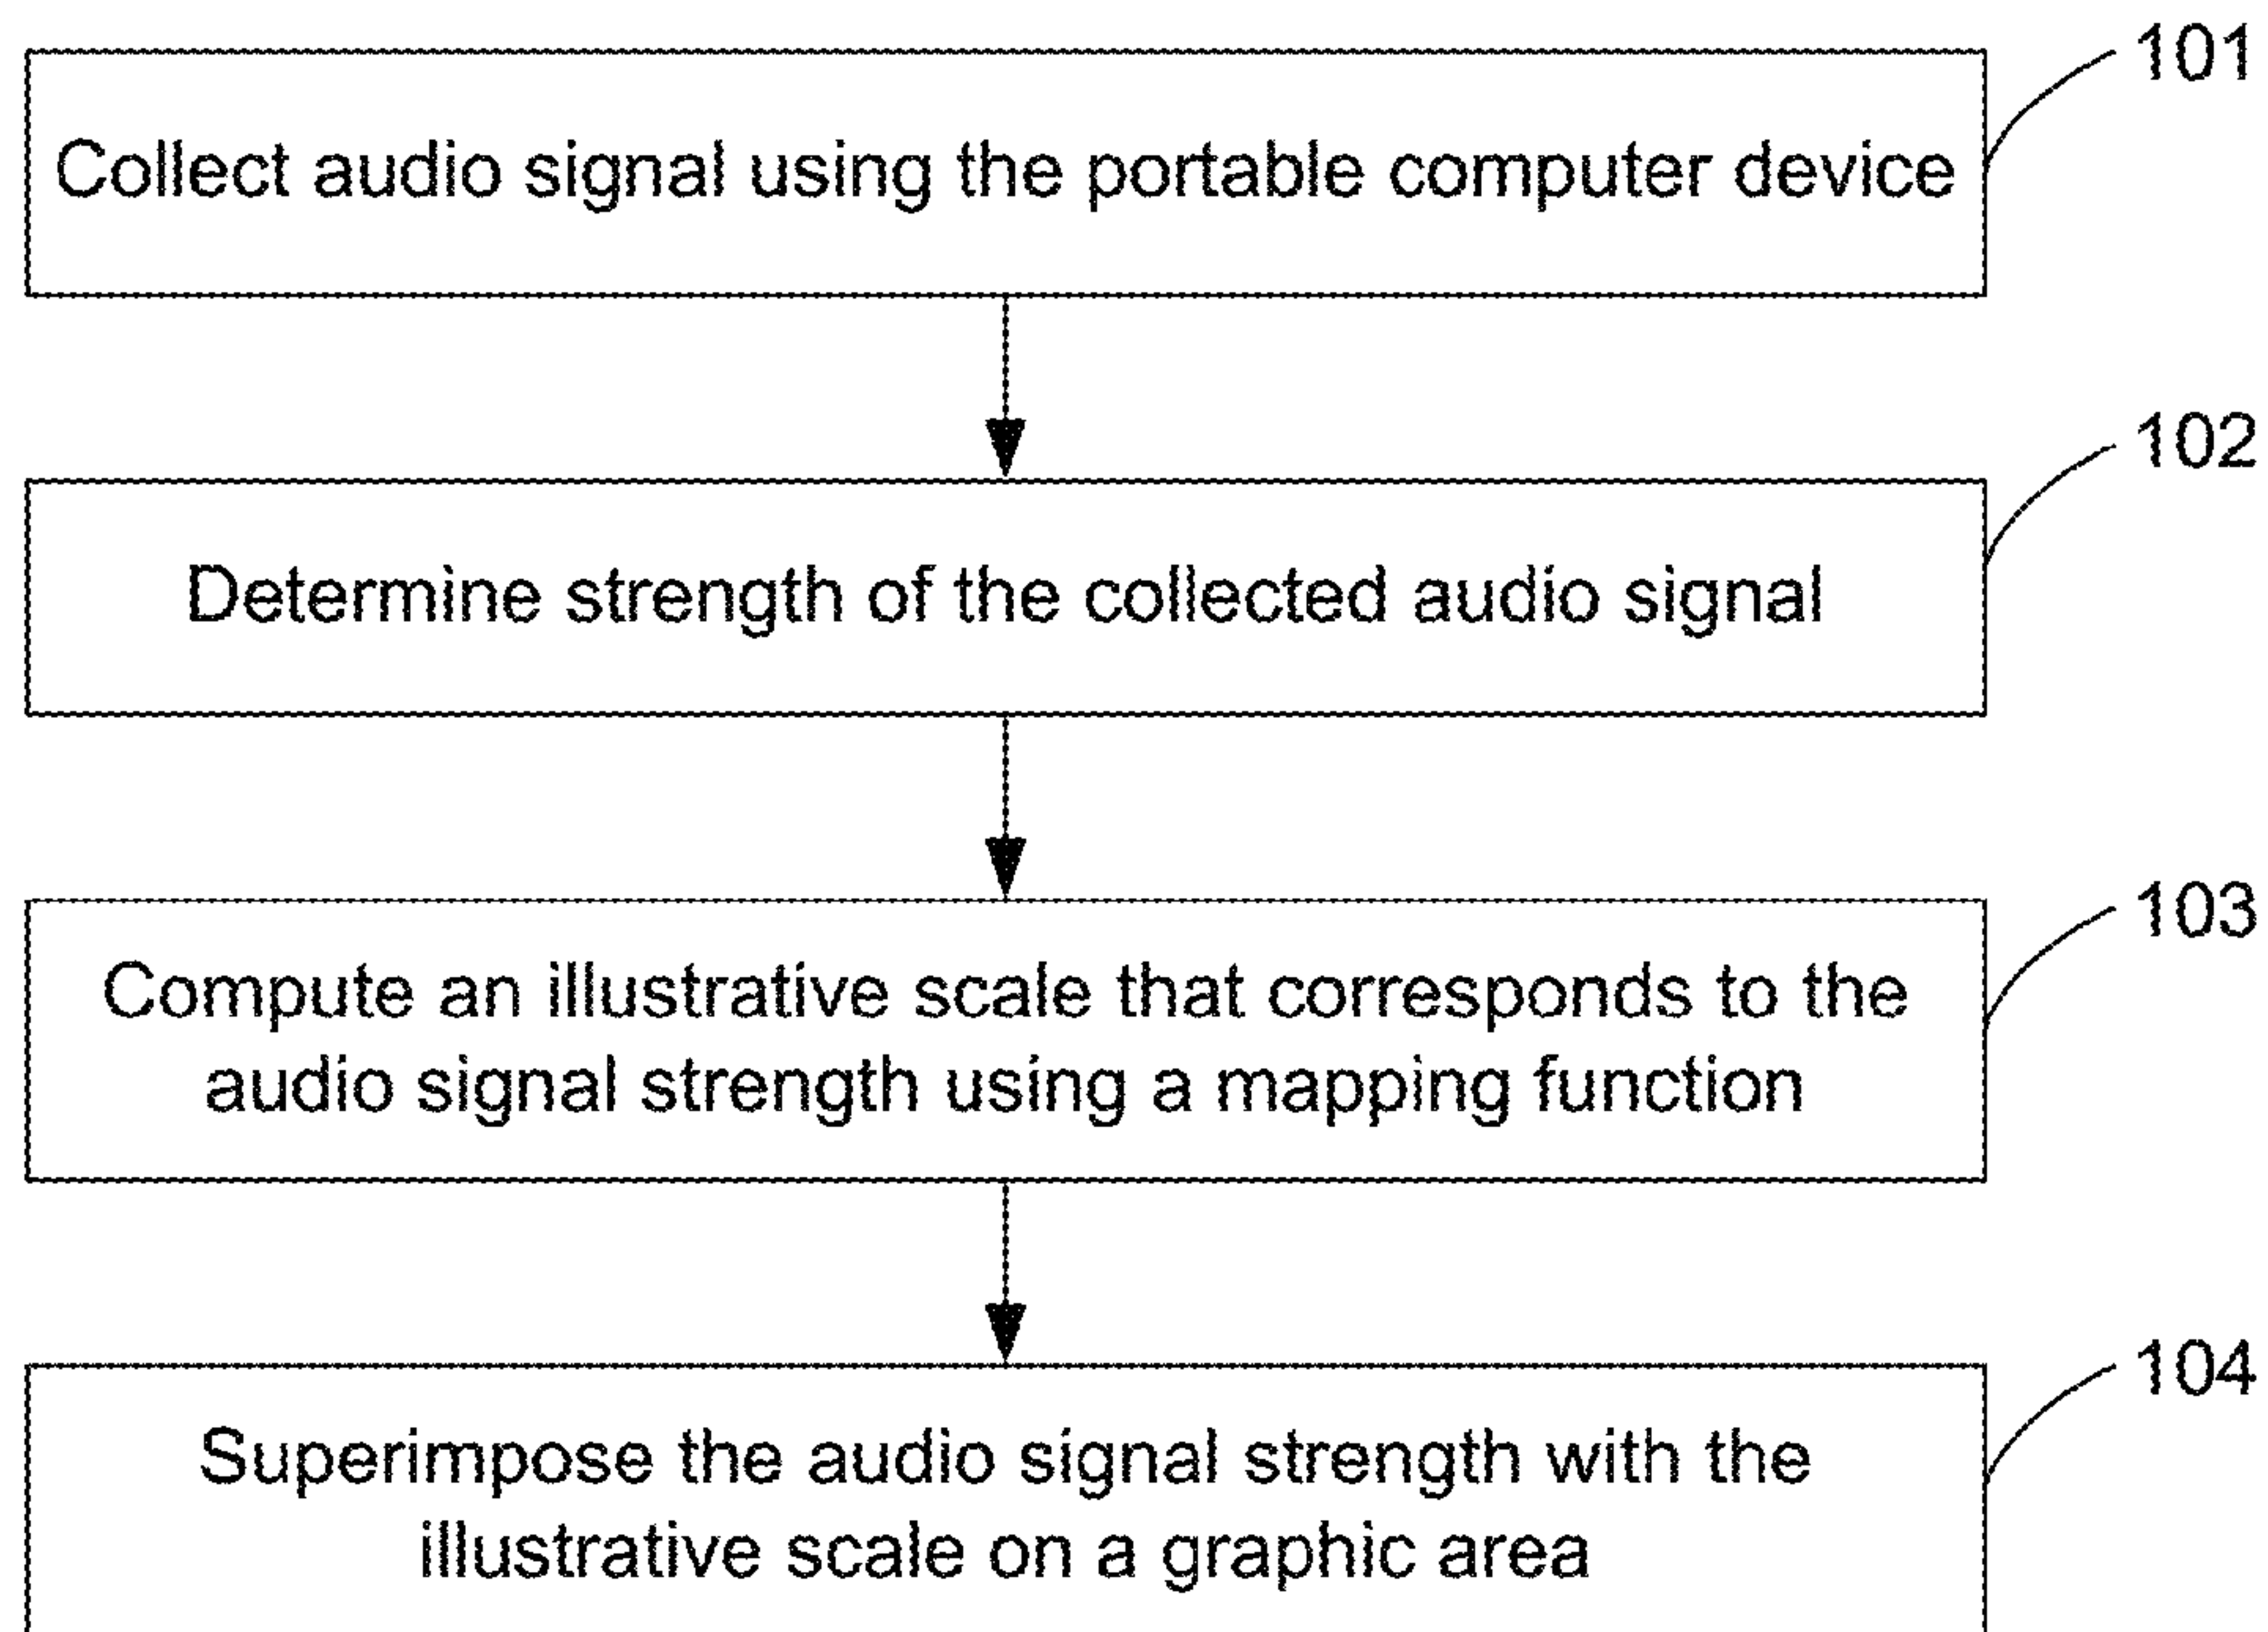 101
Collect audio signal using the portable computer device
102
Determine strength of the collected audio signal
103
Compute an illustrative scale that corresponds to the
audio signal strength using a mapping function
104
Superimpose the audio signal strength with the
illustrative scale on a graphic area